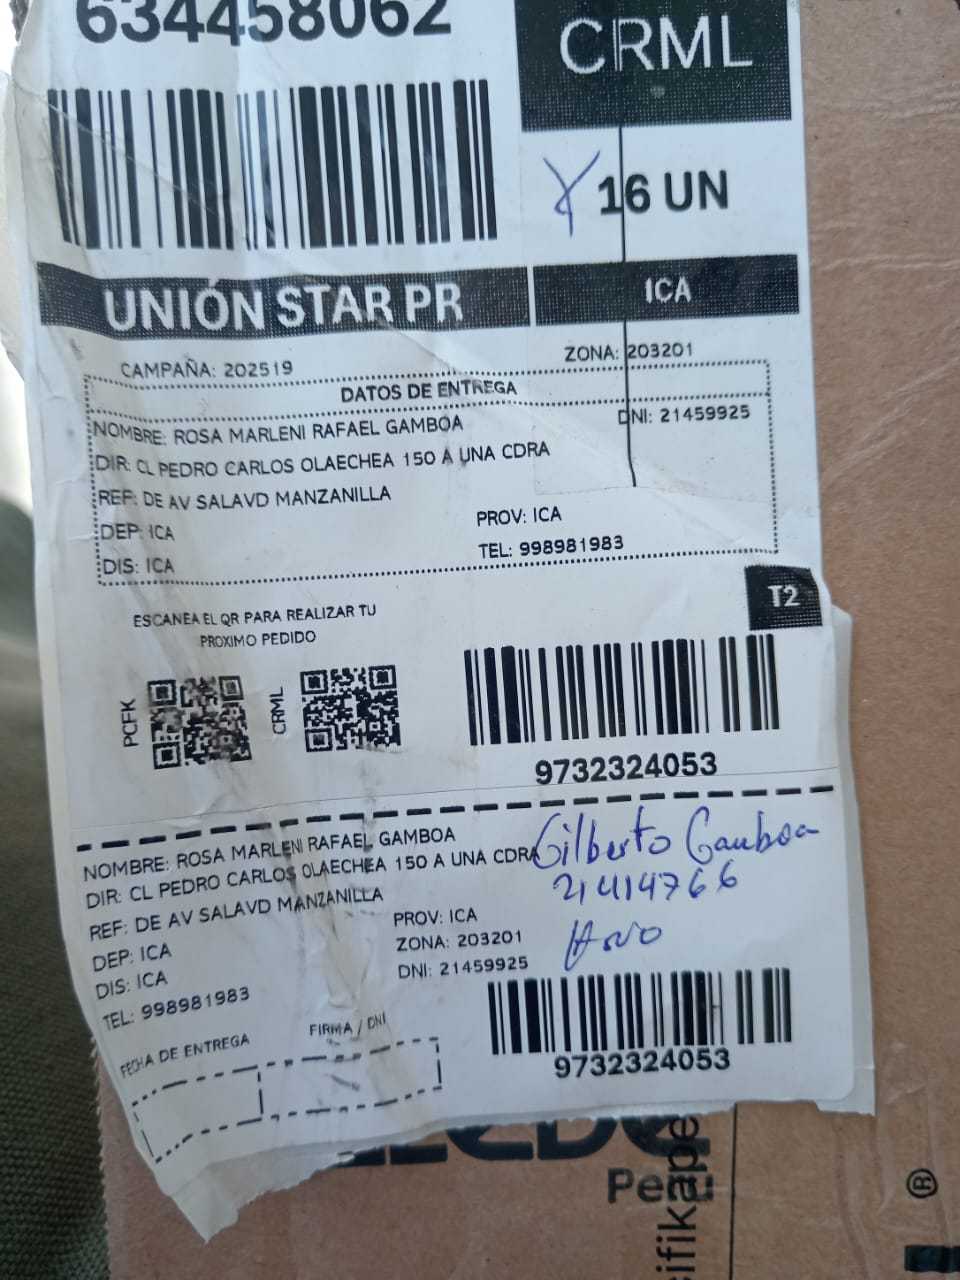 634458062
CRML
16 UN
UNIÓN STAR PR
ICA
CAMPAÑA: 202519
ZONA: 203201
DATOS DE ENTREGA
NOMBRE: ROSA MARLENI RAFAEL GAMBOA
DNI: 21459925
DIR: CL PEDRO CARLOS OLAECHEA 150 A UNA CDRA
REF: DE AV SALAVD MANZANILLA
DEP: ICA
PROV: ICA
DIS: ICA
TEL: 998981983
T2
ESCANEA EL QR PARA REALIZAR TU
PROXIMO PEDIDO
PCFK
CRML
9732324053
NOMBRE: ROSA MARLENI RAFAEL GAMBOA
DIR: CL PEDRO CARLOS OLAECHEA 150 A UNA CDRA
REF: DE AV SALAVD MANZANILLA
DEP: ICA
PROV: ICA
DIS: ICA
ZONA: 203201
TEL: 998981983
DNI: 21459925
Gilberto Gamboa
21414766
FECHA DE ENTREGA
FIRMA / DNI
9732324053
®